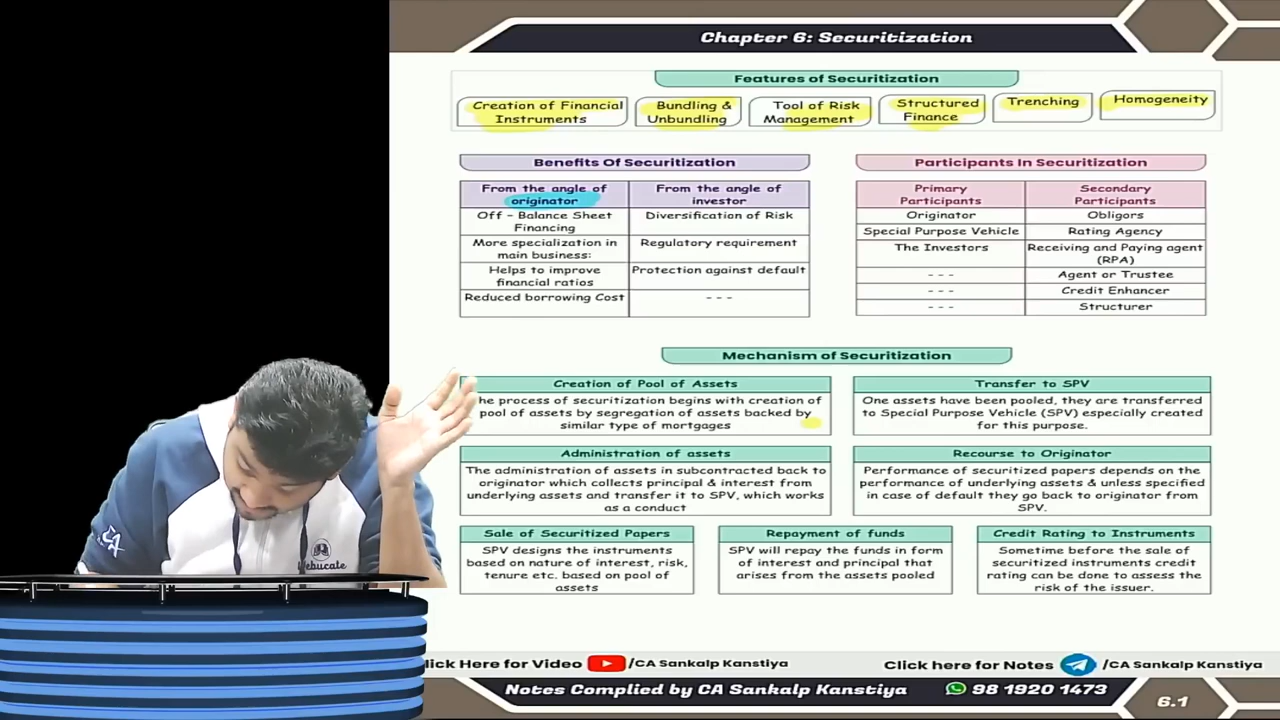 Chapter 6: Securitization
Features of Securitization
Creation of Financial
Instruments
Bundling &
Unbundling
Tool of Risk
Management
Structured
Finance
Trenching
Homogeneity
Benefits Of Securitization
From the angle of
originator
From the angle of
investor
Off - Balance Sheet
Financing
Diversification of Risk
More specialization in
main business:
Regulatory requirement
Helps to improve
financial ratios
Protection against default
Reduced borrowing Cost
- - -
Participants In Securitization
Primary
Participants
Secondary
Participants
Originator
Obligors
Special Purpose Vehicle
Rating Agency
The Investors
Receiving and Paying agent
(RPA)
- - -
Agent or Trustee
- - -
Credit Enhancer
- - -
Structurer
Mechanism of Securitization
Creation of Pool of Assets
he process of securitization begins with creation of
pool of assets by segregation of assets backed by
similar type of mortgages
Transfer to SPV
One assets have been pooled, they are transferred
to Special Purpose Vehicle (SPV) especially created
for this purpose.
Administration of assets
The administration of assets in subcontracted back to
originator which collects principal & interest from
underlying assets and transfer it to SPV, which works
as a conduct
Recourse to Originator
Performance of securitized papers depends on the
performance of underlying assets & unless specified
in case of default they go back to originator from
SPV.
Sale of Securitized Papers
SPV designs the instruments
based on nature of interest, risk,
tenure etc. based on pool of
assets
Repayment of funds
SPV will repay the funds in form
of interest and principal that
arises from the assets pooled
Credit Rating to Instruments
Sometime before the sale of
securitized instruments credit
rating can be done to assess the
risk of the issuer.
lick Here for Video /CA Sankalp Kanstiya
Click here for Notes /CA Sankalp Kanstiya
Notes Complied by CA Sankalp Kanstiya 98 1920 1473
6.1